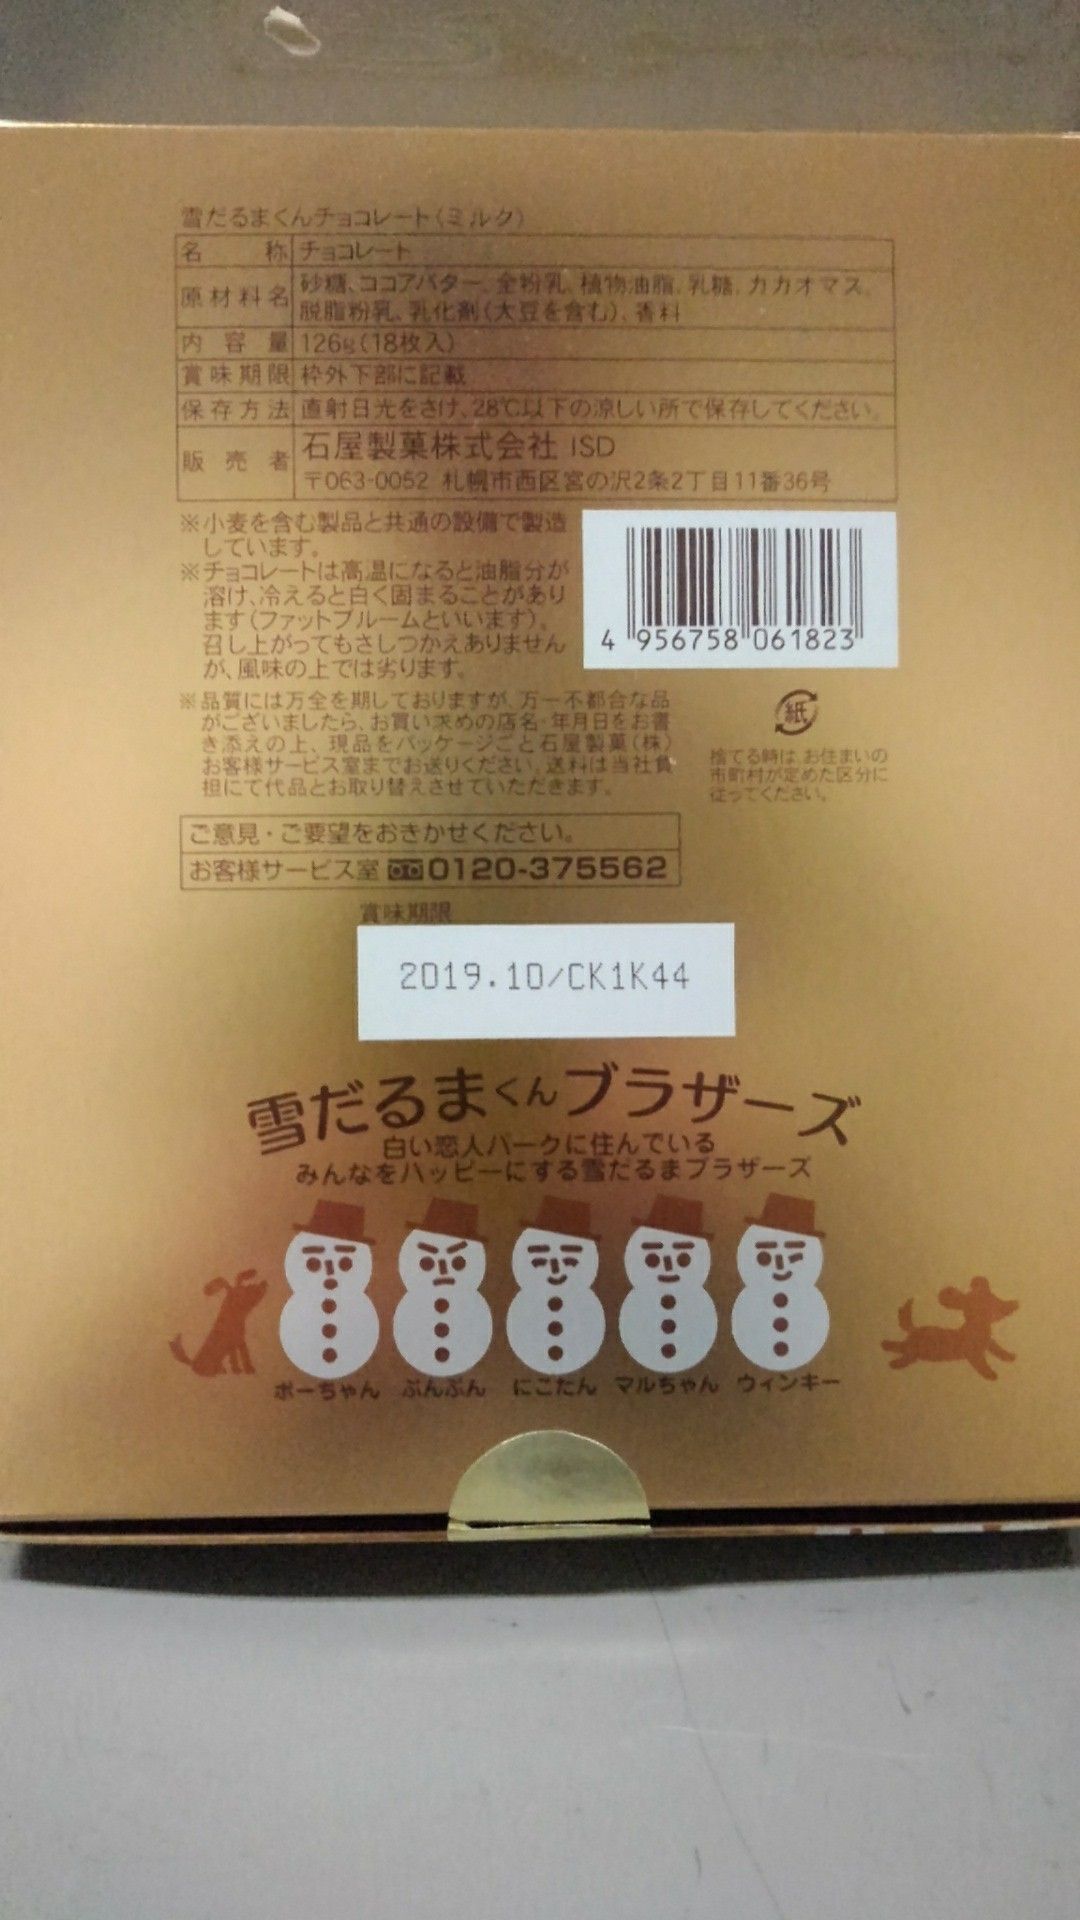 雪だるまくんチョコレート(ミルク)
名　称 チョコレート
原材料名 砂糖、ココアバター、全粉乳、植物油脂、乳糖、カカオマス、
脱脂粉乳、乳化剤(大豆を含む)、香料
内容量 126g(18枚入)
賞味期限 枠外下部に記載
保存方法 直射日光をさけ、28℃以下の涼しい所で保存してください。
販売者 石屋製菓株式会社 ISD
〒063-0052 札幌市西区宮の沢2条2丁目11番36号
※小麦を含む製品と共通の設備で製造
しています。
※チョコレートは高温になると油脂分が
溶け、冷えると白く固まることがあり
ます(ファットブルームといいます)。
召し上がってもさしつかえありません
が、風味の上では劣ります。
4 956758 061823
※品質には万全を期しておりますが、万一不都合な品
がございましたら、お買い求めの店名・年月日をお書
き添えの上、現品をパッケージごと石屋製菓(株)
お客様サービス室までお送りください。送料は当社負
担にて代品とお取り替えさせていただきます。
紙
捨てる時は、お住まいの
市町村が定めた区分に
従ってください。
ご意見・ご要望をおきかせください。
お客様サービス室 0120-375562
賞味期限
2019.10/CK1K44
雪だるまくんブラザーズ
白い恋人パークに住んでいる
みんなをハッピーにする雪だるまブラザーズ
ポーちゃん ぷんぷん にこたん マルちゃん ウィンキー